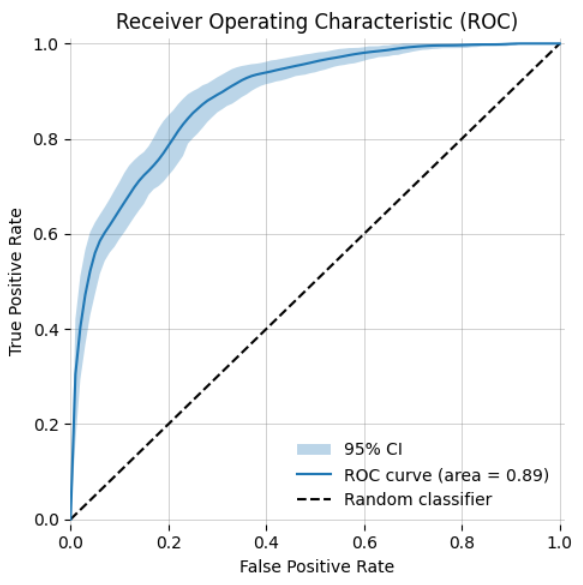 Receiver Operating Characteristic (ROC)
1.0
0.8
0.6
0.4
0.2
0.0
True Positive Rate
95% CI
ROC curve (area = 0.89)
Random classifier
0.0 0.2 0.4 0.6 0.8 1.0
False Positive Rate